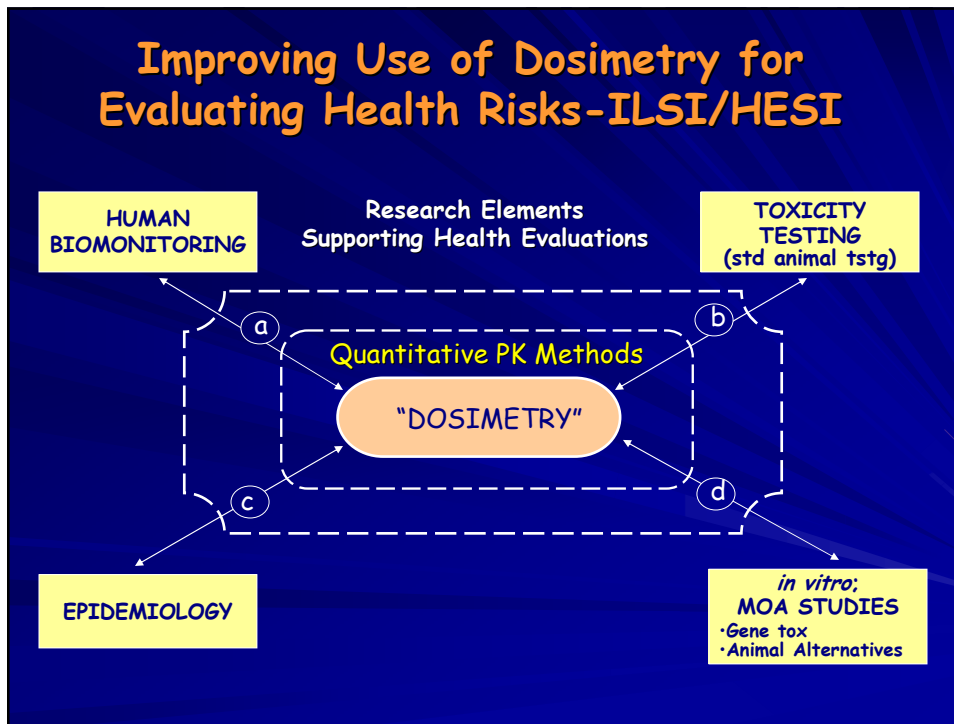 Improving Use of Dosimetry for
Evaluating Health Risks-ILSI/HESI
HUMAN
BIOMONITORING
Research Elements
Supporting Health Evaluations
TOXICITY
TESTING
(std animal tstg)
a
b
Quantitative PK Methods
"DOSIMETRY"
c
d
EPIDEMIOLOGY
in vitro;
MOA STUDIES
•Gene tox
•Animal Alternatives